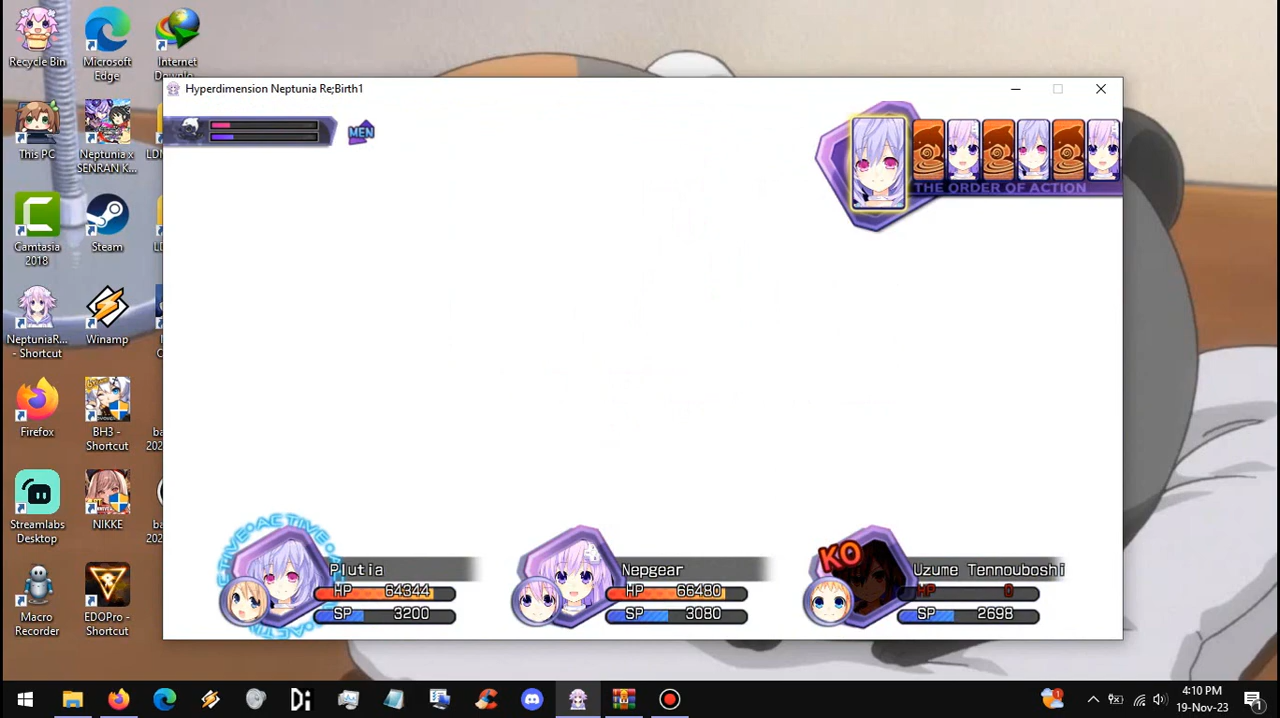 Recycle Bin
Microsoft Edge
Internet
This PC
Neptunia x
SENRAN K...
Camtasia
2018
Steam
NeptuniaR...
- Shortcut
Winamp
Firefox
BH3 -
Shortcut
Streamlabs
Desktop
NIKKE
Macro
Recorder
EDOPro -
Shortcut
Hyperdimension Neptunia Re;Birth1
MEN
THE ORDER OF ACTION
ACTIVE
Plutia
HP 64344
SP 3200
Nepgear
HP 66480
SP 3080
KO
Uzume Tennouboshi
HP 0
SP 2698
Di
4:10 PM
19-Nov-23